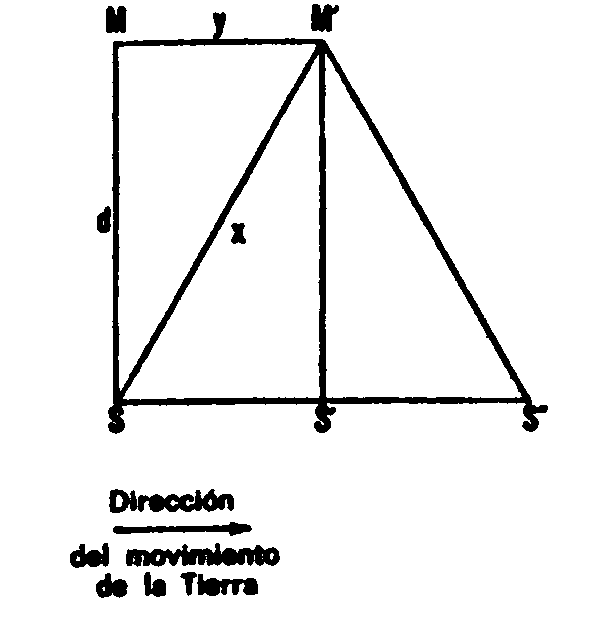 M y M'
d
x
S S' S''
Dirección
del movimiento
de la Tierra